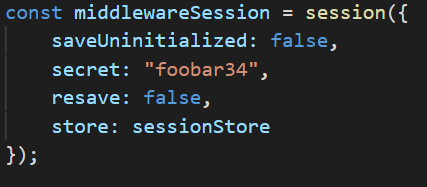 const middlewareSession = session({
    saveUninitialized: false,
    secret: "foobar34",
    resave: false,
    store: sessionStore
});